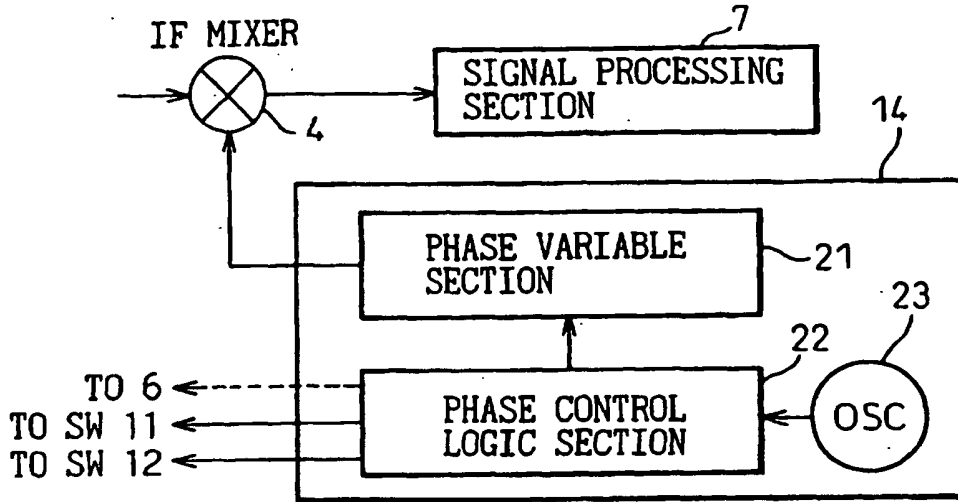 IF MIXER
4
7
SIGNAL PROCESSING
SECTION
14
PHASE VARIABLE
SECTION
21
23
22
OSC
PHASE CONTROL
LOGIC SECTION
TO 6
TO SW 11
TO SW 12